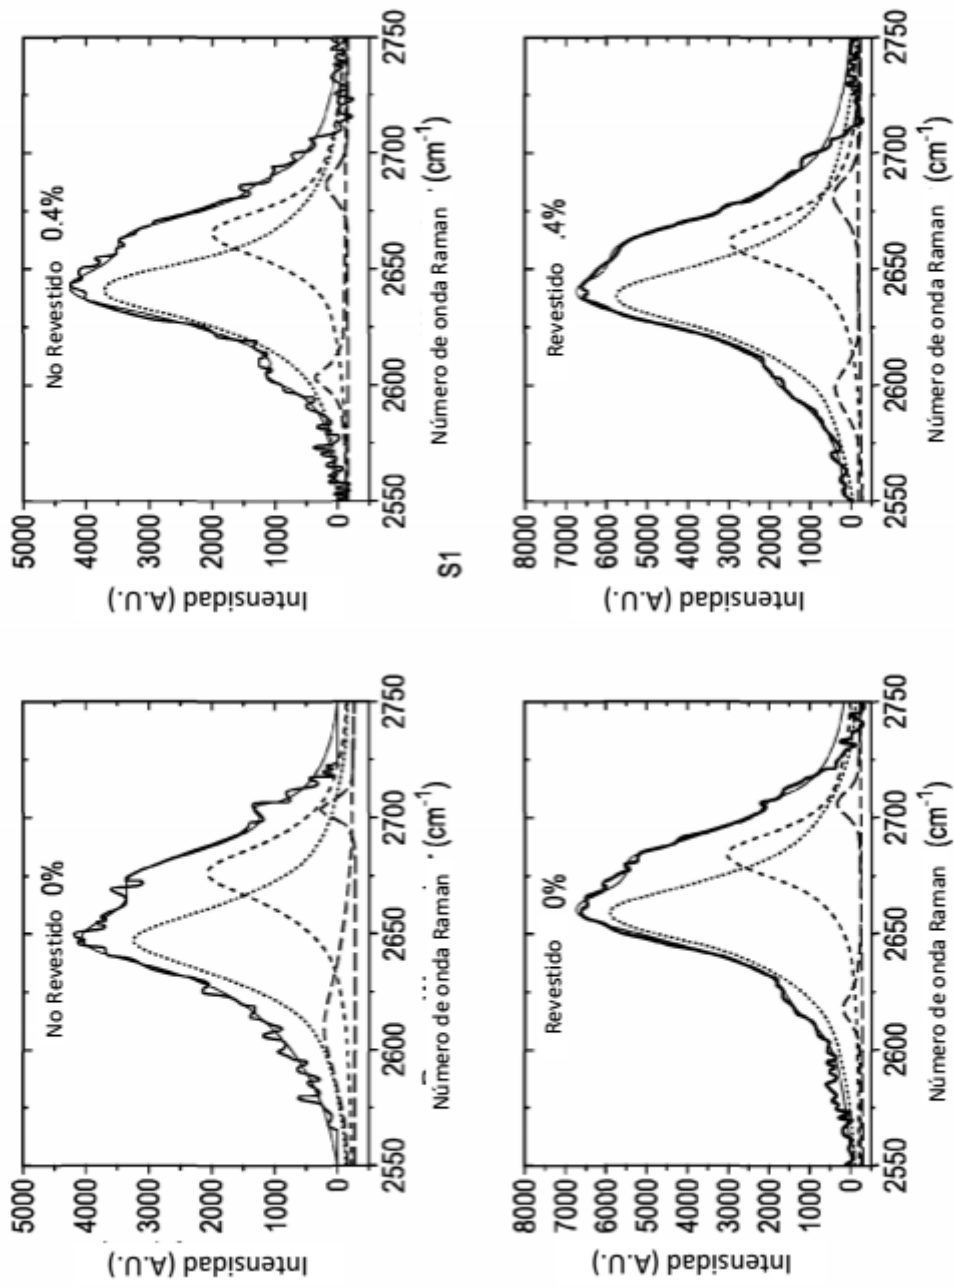 No Revestido 0%
Intensidad (A.U.)
5000
4000
3000
2000
1000
0
2550 2600 2650 2700 2750
Número de onda Raman (cm⁻¹)
No Revestido 0.4%
Intensidad (A.U.)
5000
4000
3000
2000
1000
0
2550 2600 2650 2700 2750
Número de onda Raman (cm⁻¹)
S1
Revestido 0%
Intensidad (A.U.)
8000
7000
6000
5000
4000
3000
2000
1000
0
2550 2600 2650 2700 2750
Número de onda Raman (cm⁻¹)
Revestido .4%
Intensidad (A.U.)
8000
7000
6000
5000
4000
3000
2000
1000
0
2550 2600 2650 2700 2750
Número de onda Raman (cm⁻¹)